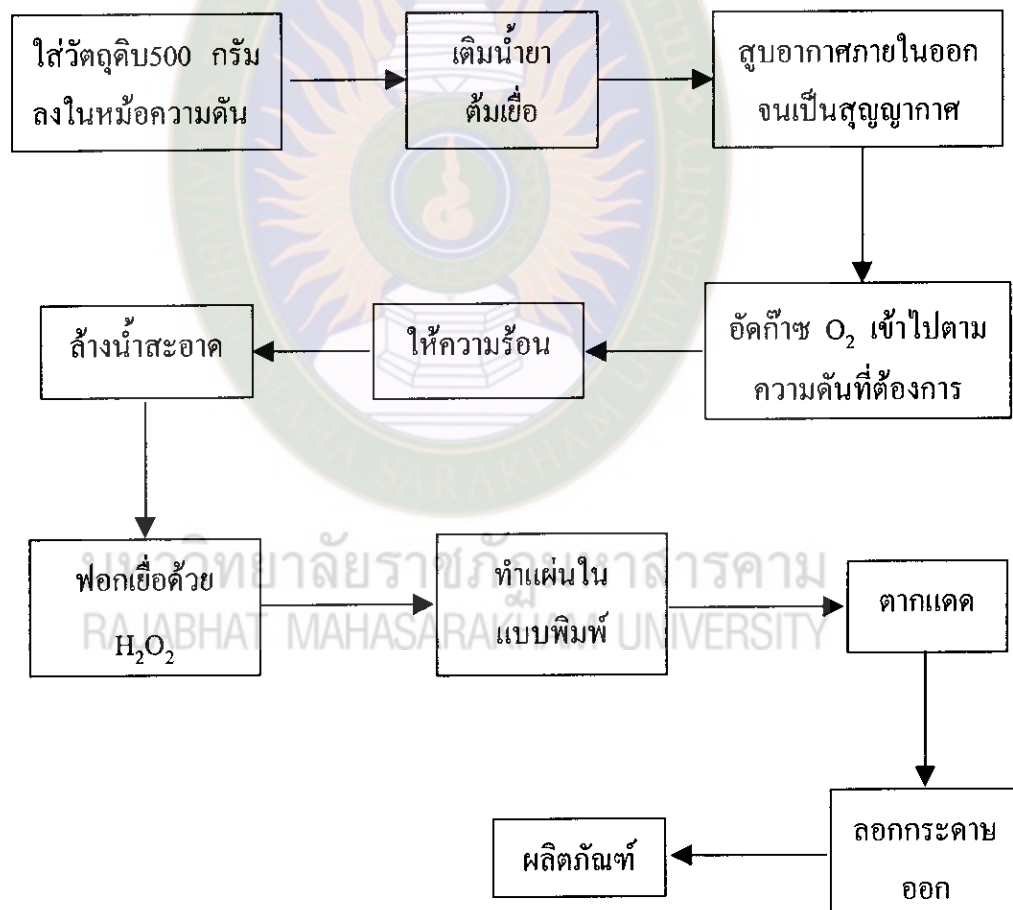 ใส่วัตถุดิบ500 กรัม
ลงในหม้อความดัน
เติมน้ำยา
ต้มเยื่อ
สูบอากาศภายในออก
จนเป็นสุญญากาศ
อัดก๊าซ O₂ เข้าไปตาม
ความดันที่ต้องการ
ให้ความร้อน
ล้างน้ำสะอาด
ฟอกเยื่อด้วย
H₂O₂
ทำแผ่นใน
แบบพิมพ์
ตากแดด
ลอกกระดาษ
ออก
ผลิตภัณฑ์
มหาวิทยาลัยราชภัฏมหาสารคาม
RAJABHAT MAHASARAKHAM UNIVERSITY